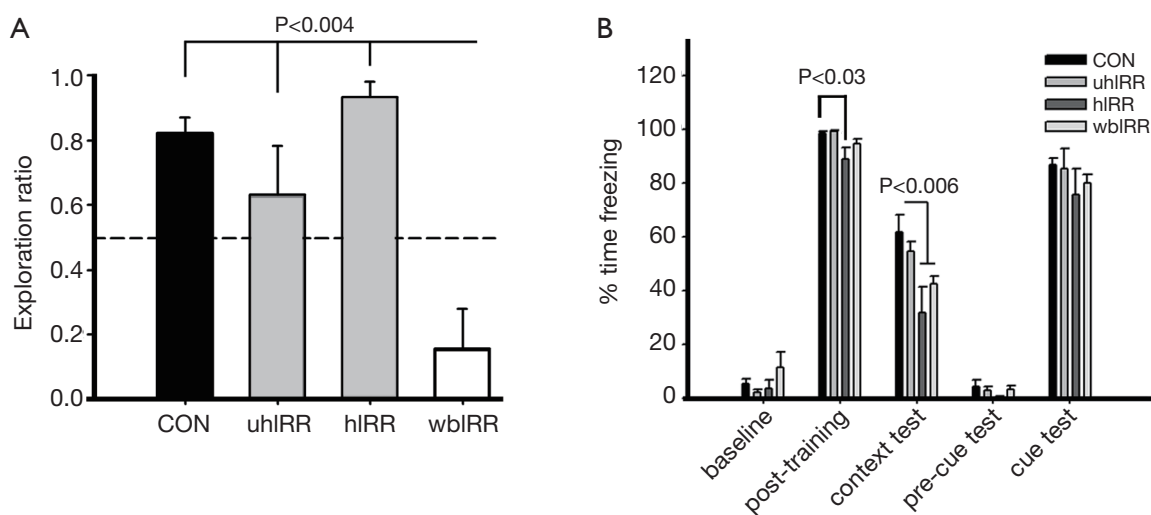 A
P<0.004
Exploration ratio
1.0
0.8
0.6
0.4
0.2
0.0
CON uhIRR hIRR wbIRR
B
% time freezing
120
100
80
60
40
20
0
P<0.03
P<0.006
CON
uhIRR
hIRR
wbIRR
baseline
post-training
context test
pre-cue test
cue test